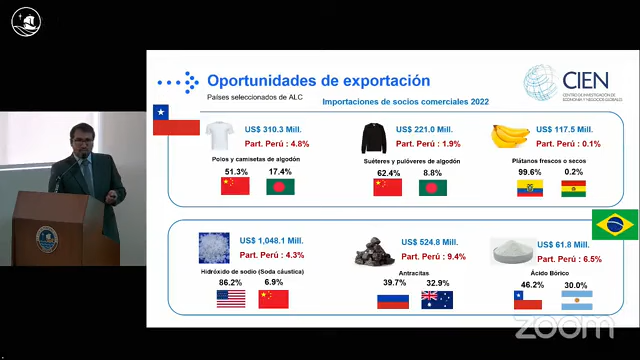 Oportunidades de exportación
Países seleccionados de ALC
Importaciones de socios comerciales 2022
CIEN
CENTRO DE INVESTIGACIÓN DE
ECONOMÍA Y NEGOCIOS GLOBALES
US$ 310.3 Mill.
Part. Perú : 4.8%
Polos y camisetas de algodón
51.3% 17.4%
US$ 221.0 Mill.
Part. Perú : 1.9%
Suéteres y pulóveres de algodón
62.4% 8.8%
US$ 117.5 Mill.
Part. Perú : 0.1%
Plátanos frescos o secos
99.6% 0.2%
US$ 1,048.1 Mill.
Part. Perú : 4.3%
Hidróxido de sodio (Soda cáustica)
86.2% 6.9%
US$ 524.8 Mill.
Part. Perú : 9.4%
Antracitas
39.7% 32.9%
US$ 61.8 Mill.
Part. Perú : 6.5%
Ácido Bórico
46.2% 30.0%
zoom